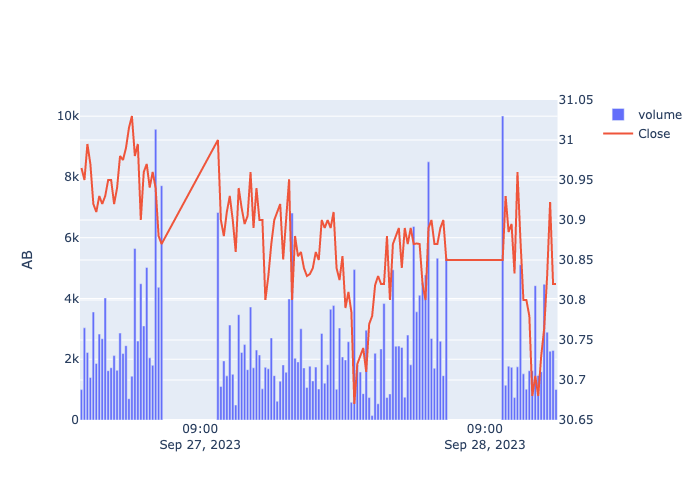 31.05
10k
31
volume
Close
8k
30.95
30.9
6k
AB
30.85
4k
30.8
30.75
2k
30.7
0
30.65
09:00
Sep 27, 2023
09:00
Sep 28, 2023